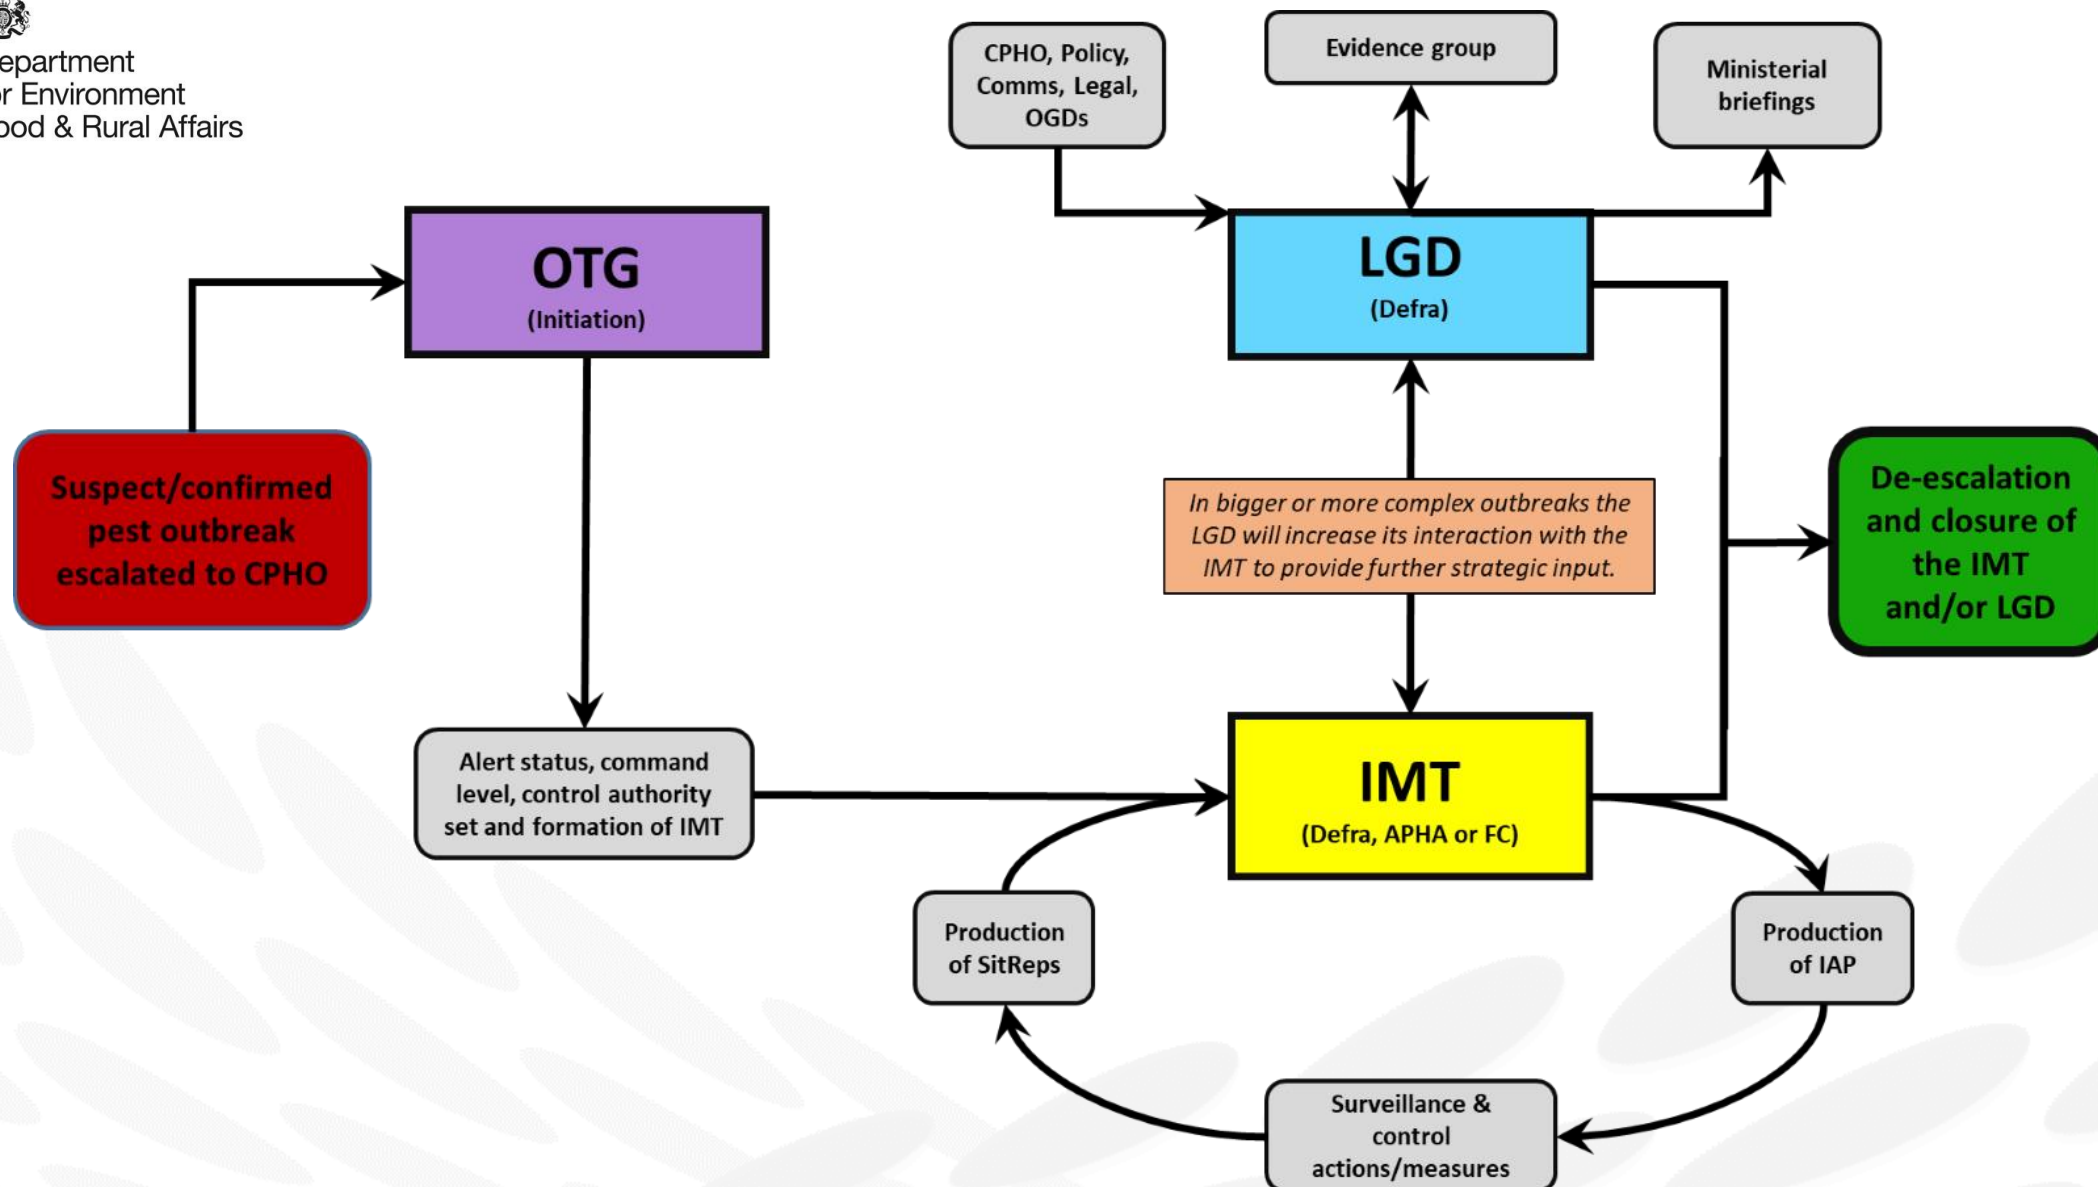 epartment
r Environment
ood & Rural Affairs
CPHO, Policy,
Comms, Legal,
OGDs
Evidence group
Ministerial
briefings
OTG
(Initiation)
LGD
(Defra)
Suspect/confirmed
pest outbreak
escalated to CPHO
In bigger or more complex outbreaks the
LGD will increase its interaction with the
IMT to provide further strategic input.
De-escalation
and closure of
the IMT
and/or LGD
Alert status, command
level, control authority
set and formation of IMT
IMT
(Defra, APHA or FC)
Production
of SitReps
Production
of IAP
Surveillance &
control
actions/measures